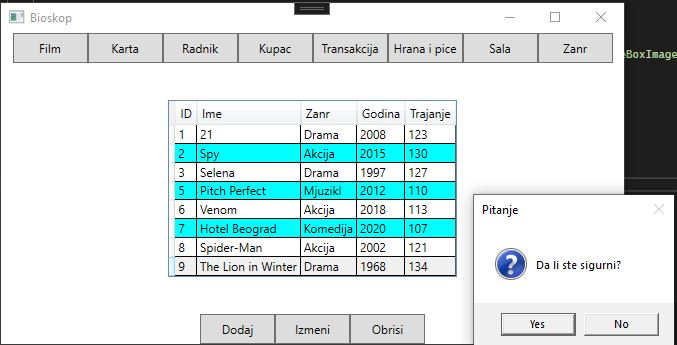 Bioskop
Film Karta Radnik Kupac Transakcija Hrana i pice Sala Zanr
eBoxImage
ID Ime Zanr Godina Trajanje
1 21 Drama 2008 123
2 Spy Akcija 2015 130
3 Selena Drama 1997 127
5 Pitch Perfect Mjuzikl 2012 110
6 Venom Akcija 2018 113
7 Hotel Beograd Komedija 2020 107
8 Spider-Man Akcija 2002 121
9 The Lion in Winter Drama 1968 134
Dodaj Izmeni Obrisi
Pitanje
Da li ste sigurni?
Yes No